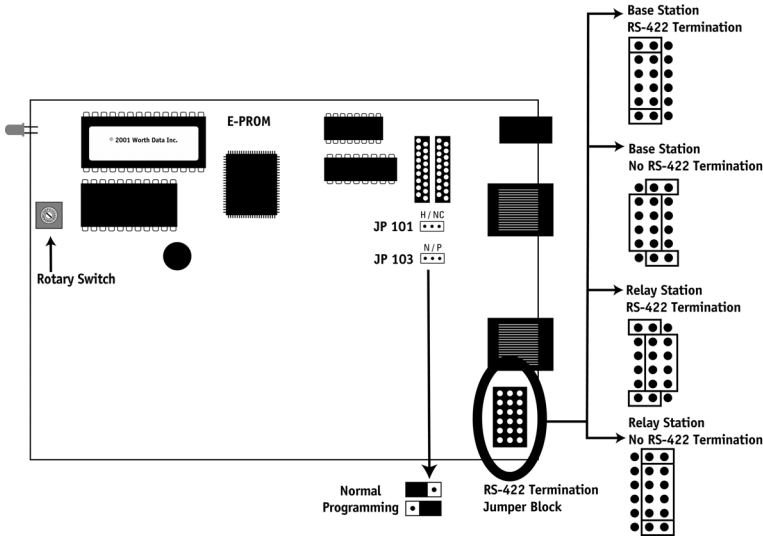 Base Station
RS-422 Termination
E-PROM
© 2001 Worth Data Inc.
Base Station
No RS-422 Termination
H / NC
JP 101
N / P
JP 103
Rotary Switch
Relay Station
RS-422 Termination
Relay Station
No RS-422 Termination
Normal
Programming
RS-422 Termination
Jumper Block